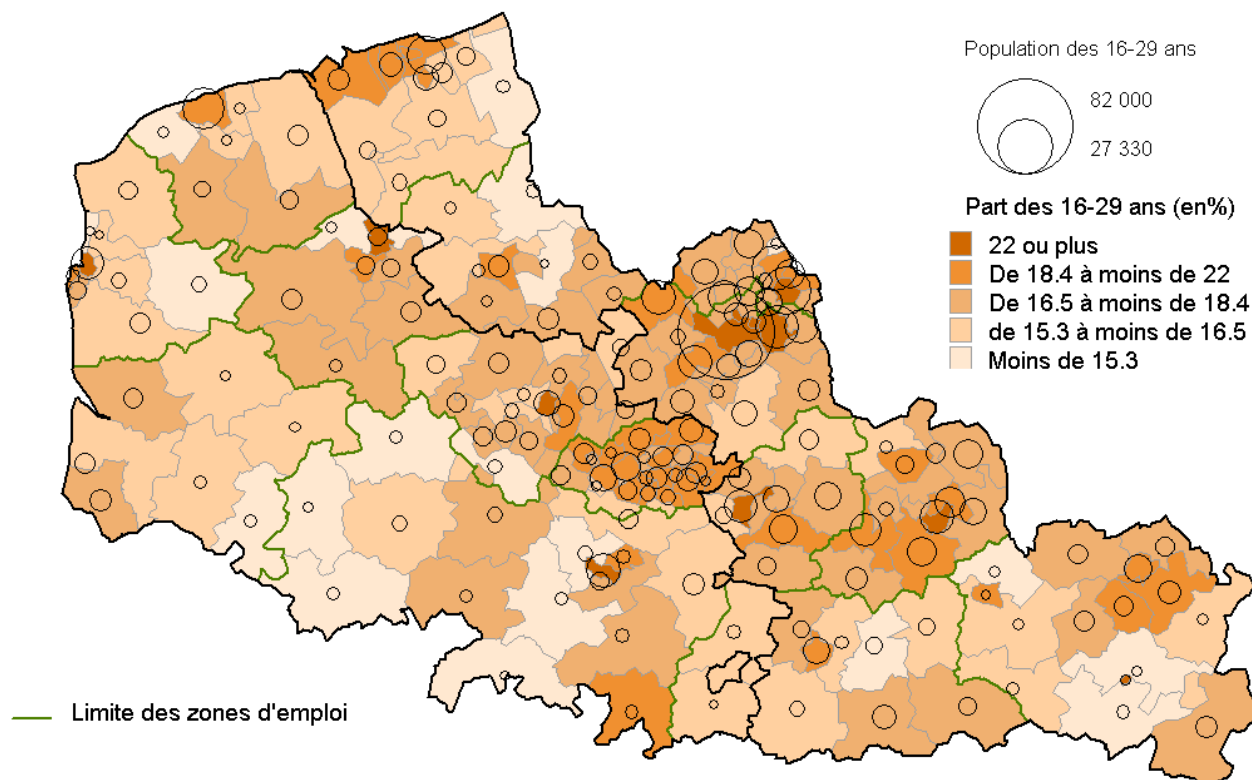 Population des 16-29 ans
82 000
27 330
Part des 16-29 ans (en%)
22 ou plus
De 18.4 à moins de 22
De 16.5 à moins de 18.4
de 15.3 à moins de 16.5
Moins de 15.3
Limite des zones d'emploi